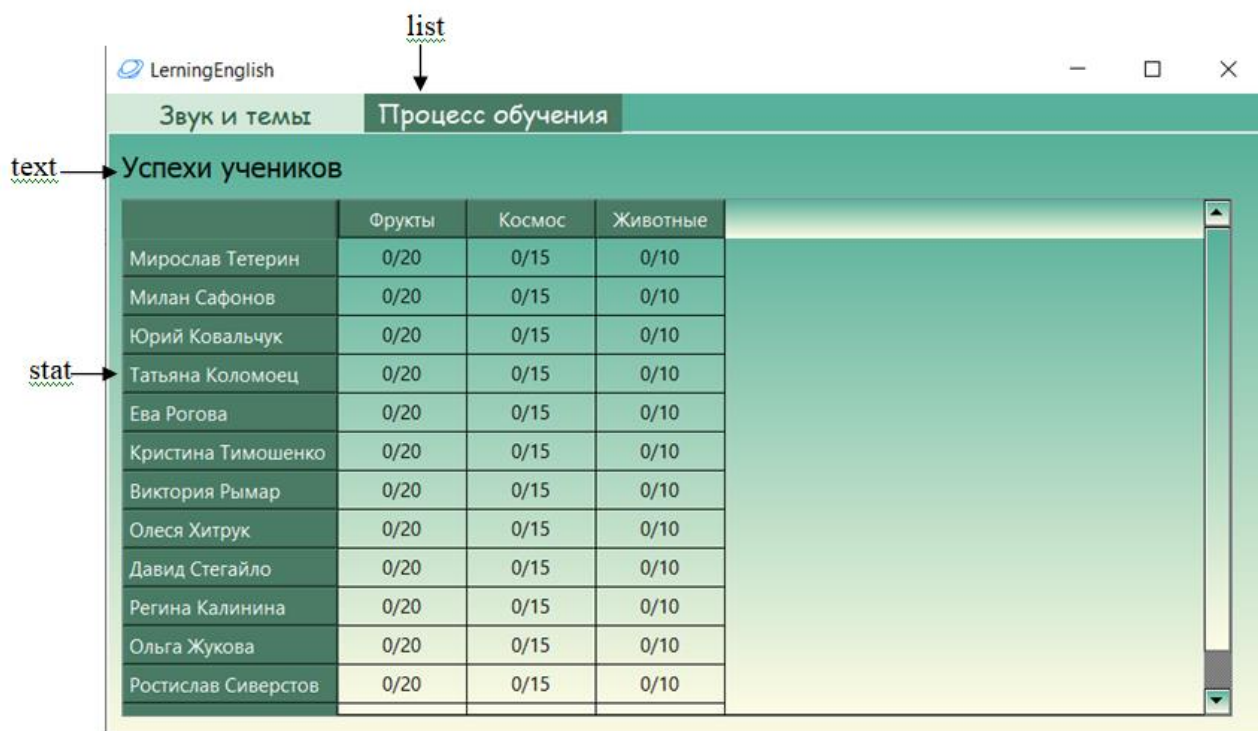 list
LerningEnglish
Звук и темы Процесс обучения
text Успехи учеников
Фрукты Космос Животные
Мирослав Тетерин 0/20 0/15 0/10
Милан Сафонов 0/20 0/15 0/10
Юрий Ковальчук 0/20 0/15 0/10
stat Татьяна Коломоец 0/20 0/15 0/10
Ева Рогова 0/20 0/15 0/10
Кристина Тимошенко 0/20 0/15 0/10
Виктория Рымар 0/20 0/15 0/10
Олеся Хитрук 0/20 0/15 0/10
Давид Стегайло 0/20 0/15 0/10
Регина Калинина 0/20 0/15 0/10
Ольга Жукова 0/20 0/15 0/10
Ростислав Сиверстов 0/20 0/15 0/10